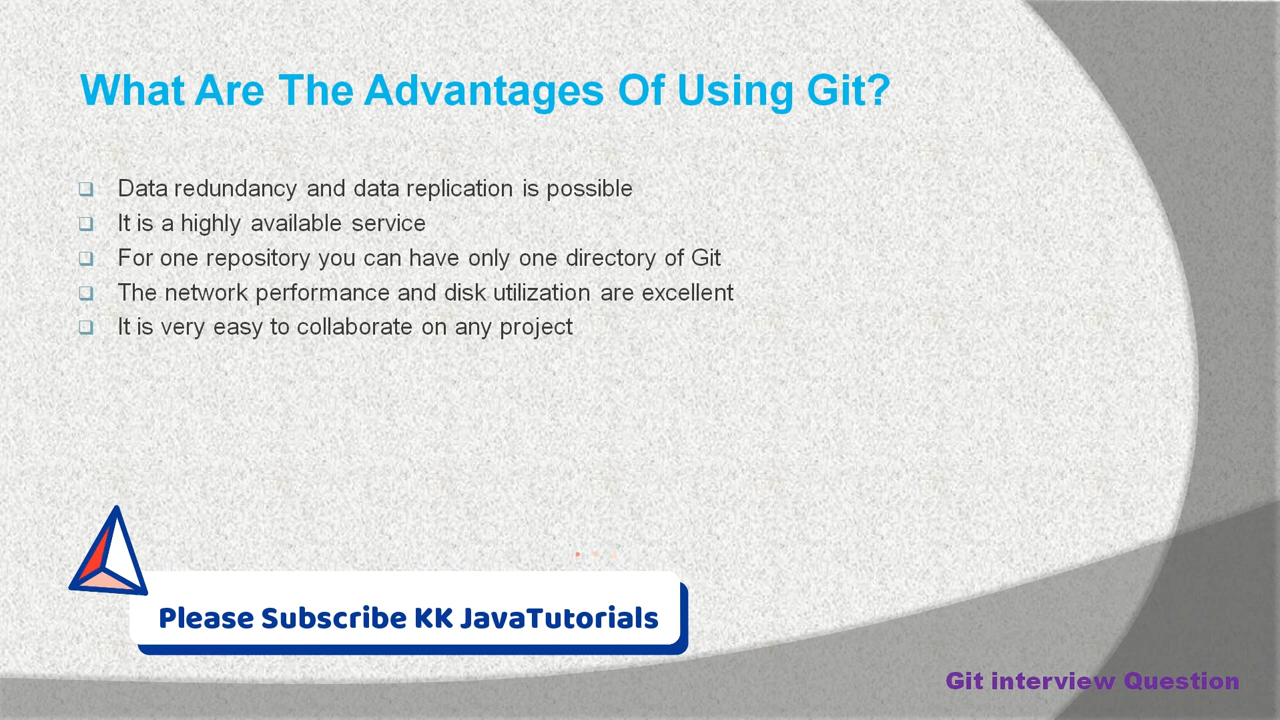 What Are The Advantages Of Using Git?
Data redundancy and data replication is possible
It is a highly available service
For one repository you can have only one directory of Git
The network performance and disk utilization are excellent
It is very easy to collaborate on any project
Please Subscribe KK JavaTutorials
Git interview Question